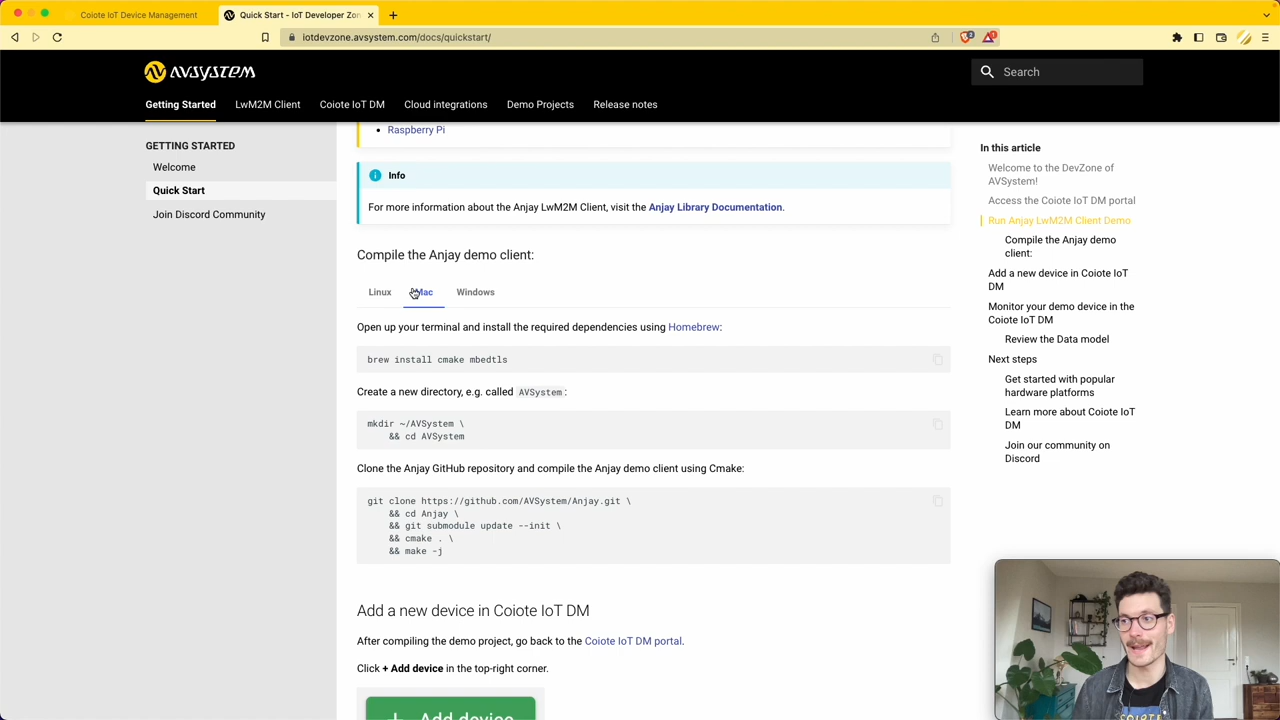 Coiote IoT Device Management
Quick Start - IoT Developer Zon
iotdevzone.avsystem.com/docs/quickstart/
AVSYSTEM
Search
Getting Started
LwM2M Client
Coiote IoT DM
Cloud integrations
Demo Projects
Release notes
GETTING STARTED
Welcome
Quick Start
Join Discord Community
Raspberry Pi
Info
For more information about the Anjay LwM2M Client, visit the Anjay Library Documentation.
Compile the Anjay demo client:
Linux
Mac
Windows
Open up your terminal and install the required dependencies using Homebrew:
brew install cmake mbedtls
Create a new directory, e.g. called AVSystem:
mkdir ~/AVSystem \
&& cd AVSystem
Clone the Anjay GitHub repository and compile the Anjay demo client using Cmake:
git clone https://github.com/AVSystem/Anjay.git \
&& cd Anjay \
&& git submodule update --init \
&& cmake . \
&& make -j
Add a new device in Coiote IoT DM
After compiling the demo project, go back to the Coiote IoT DM portal.
Click + Add device in the top-right corner.
+ Add device
In this article
Welcome to the DevZone of
AVSystem!
Access the Coiote IoT DM portal
Run Anjay LwM2M Client Demo
Compile the Anjay demo
client:
Add a new device in Coiote IoT
DM
Monitor your demo device in the
Coiote IoT DM
Review the Data model
Next steps
Get started with popular
hardware platforms
Learn more about Coiote IoT
DM
Join our community on
Discord